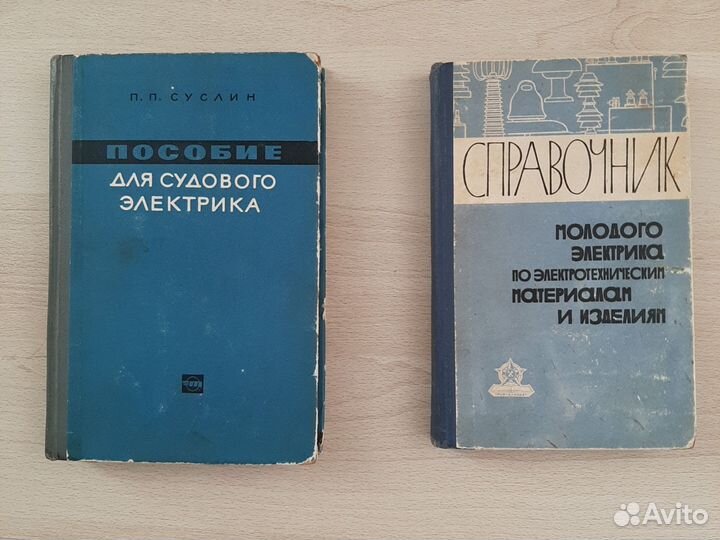 П. П. СУСЛИН
ПОСОБИЕ
ДЛЯ СУДОВОГО
ЭЛЕКТРИКА
СПРАВОЧНИК
МОЛОДОГО
ЭЛЕКТРИКА
ПО ЭЛЕКТРОТЕХНИЧЕСКИМ
МАТЕРИАЛАМ
И ИЗДЕЛИЯМ
Avito